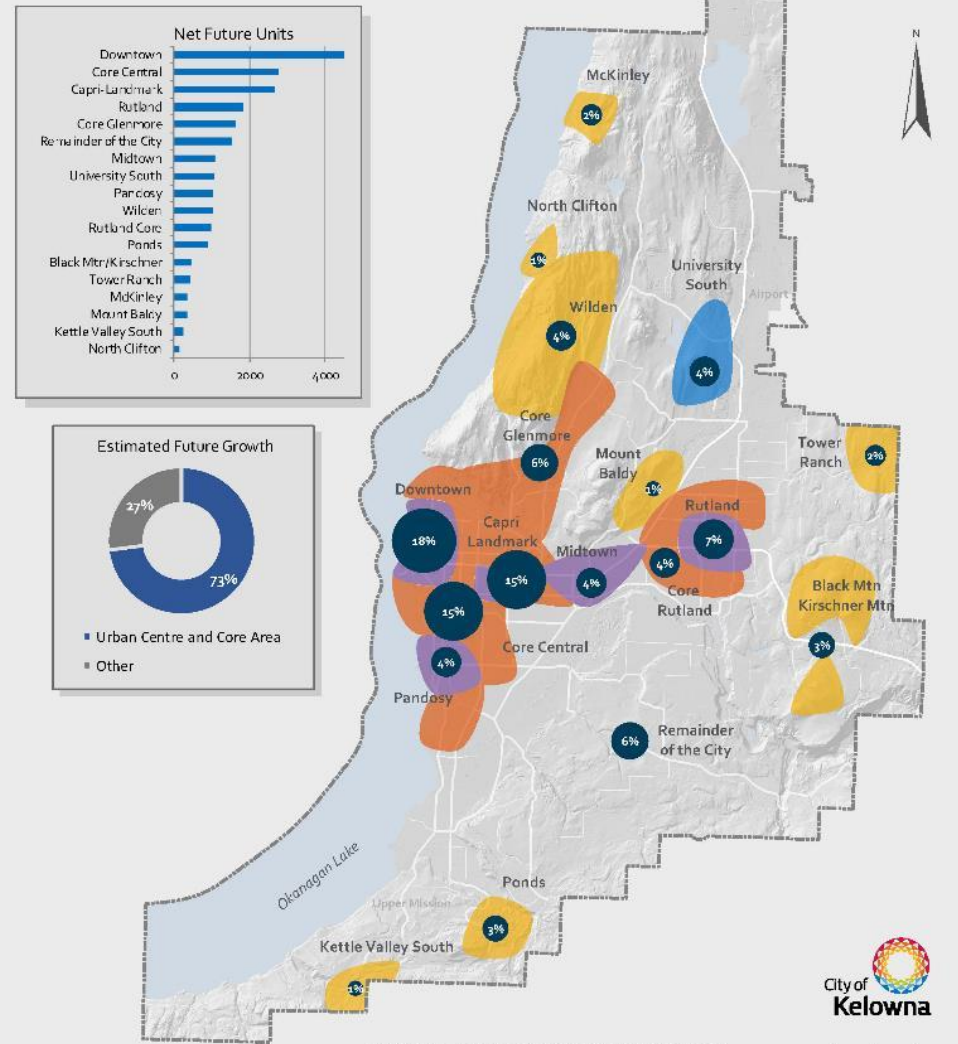 Net Future Units
Downtown
Core Central
Capri-Landmark
Rutland
Core Glenmore
Remainder of the City
Midtown
University South
Pandosy
Wilden
Rutland Core
Ponds
Black Mtn/Kirschner
Tower Ranch
McKinley
Mount Baldy
Kettle Valley South
North Clifton
0 2000 4000
Estimated Future Growth
27%
73%
Urban Centre and Core Area
Other
N
McKinley
2%
North Clifton
1%
University
South
Airport
Wilden
4%
4%
Core
Glenmore
6%
Mount
Baldy
1%
Tower
Ranch
2%
Downtown
18%
Capri
Landmark
15%
Midtown
4%
Rutland
7%
4%
Core
Rutland
Black Mtn
Kirschner Mtn
3%
15%
Core Central
4%
Pandosy
6%
Remainder
of the City
Okanagan Lake
Upper Mission
Ponds
3%
Kettle Valley South
1%
City of
Kelowna